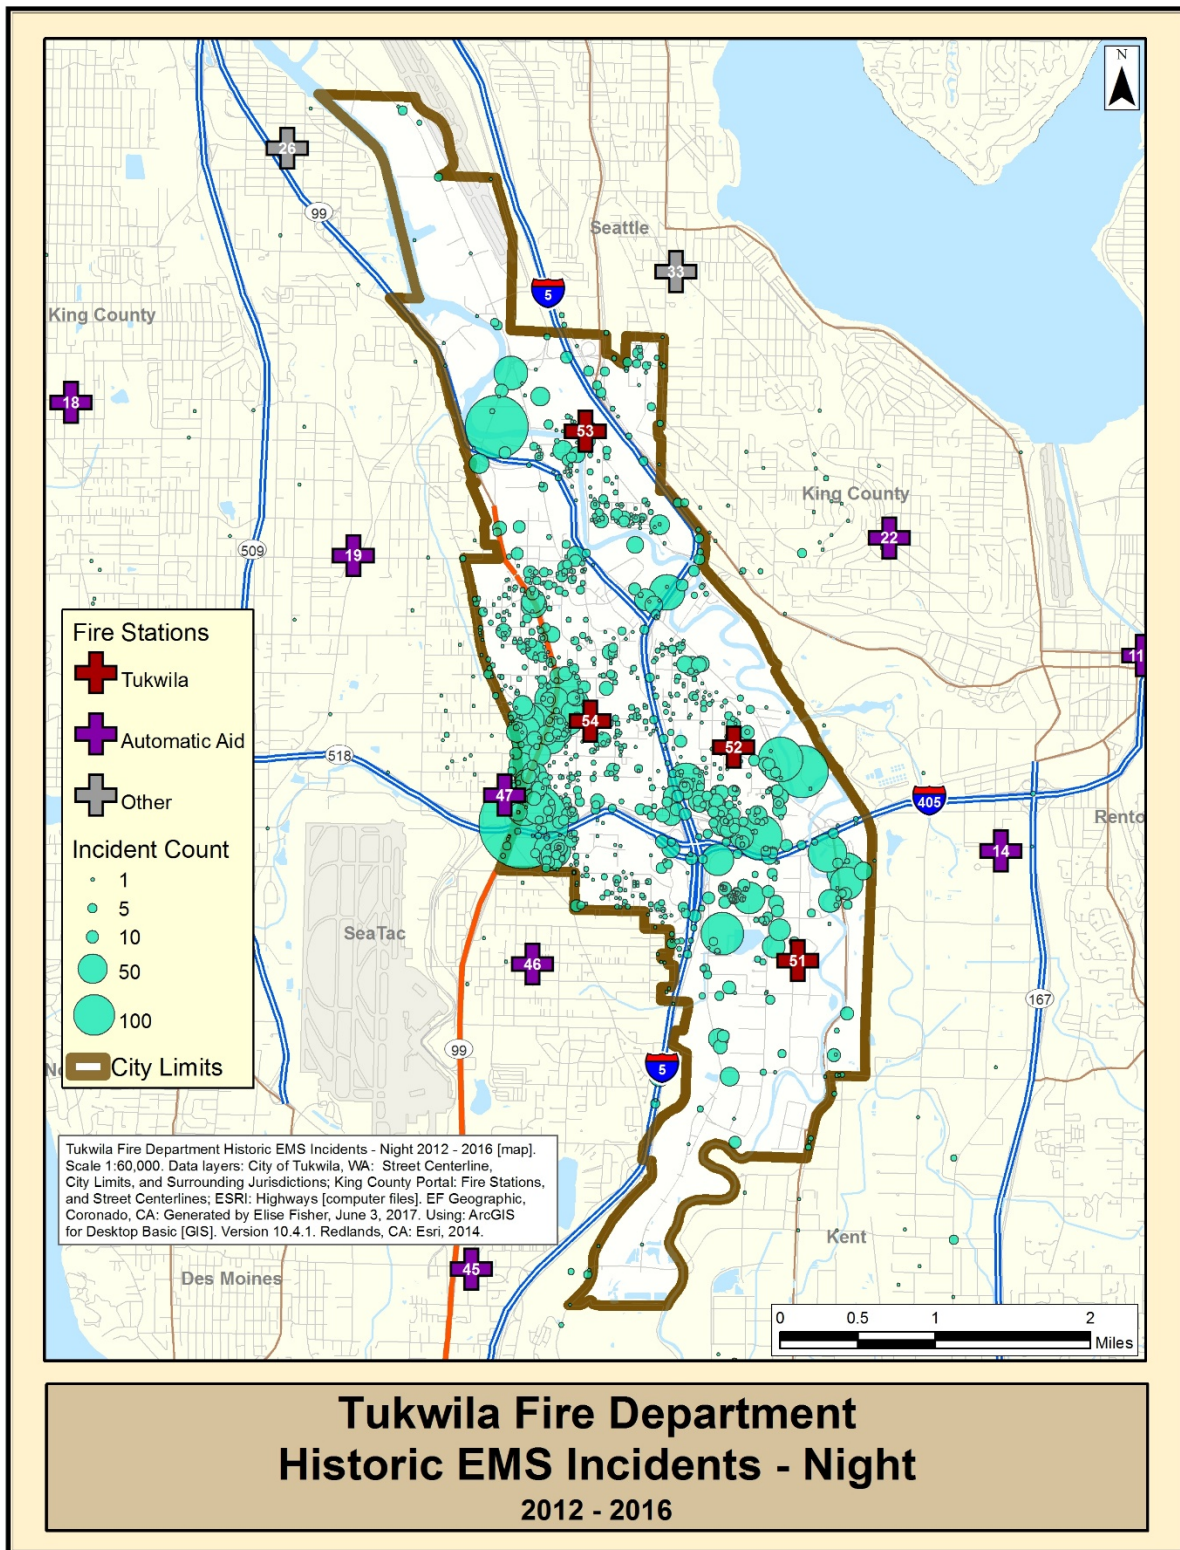 N
26
99
Seattle
33
5
King County
18
53
King County
22
19
509
Fire Stations
Tukwila
Automatic Aid
Other
Incident Count
1
5
10
50
100
City Limits
11
54
52
518
47
405
Rento
14
SeaTac
51
46
167
99
5
Tukwila Fire Department Historic EMS Incidents - Night 2012 - 2016 [map].
Scale 1:60,000. Data layers: City of Tukwila, WA: Street Centerline,
City Limits, and Surrounding Jurisdictions; King County Portal: Fire Stations,
and Street Centerlines; ESRI: Highways [computer files]. EF Geographic,
Coronado, CA: Generated by Elise Fisher, June 3, 2017. Using: ArcGIS
for Desktop Basic [GIS]. Version 10.4.1. Redlands, CA: Esri, 2014.
Kent
45
Des Moines
0 0.5 1 2
Miles
Tukwila Fire Department
Historic EMS Incidents - Night
2012 - 2016